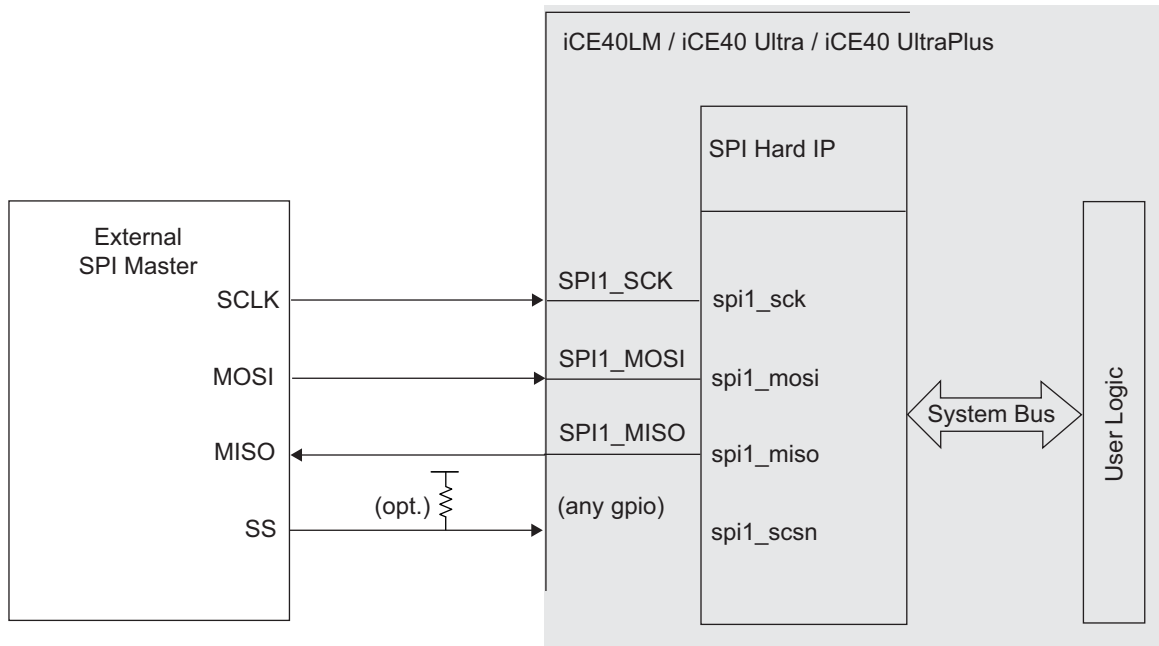 iCE40LM / iCE40 Ultra / iCE40 UltraPlus
SPI Hard IP
External
SPI Master
SCLK
SPI1_SCK
spi1_sck
MOSI
SPI1_MOSI
spi1_mosi
MISO
SPI1_MISO
spi1_miso
System Bus
User Logic
(opt.)
(any gpio)
SS
spi1_scsn